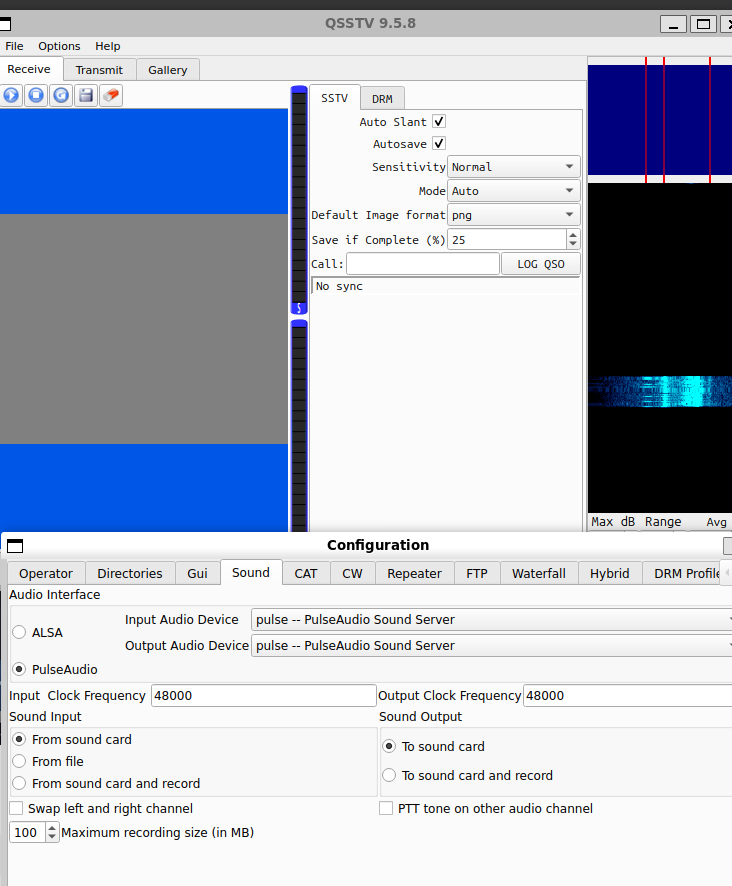 QSSTV 9.5.8
File Options Help
Receive Transmit Gallery
SSTV DRM
Auto Slant
Autosave
Sensitivity Normal
Mode Auto
Default Image format png
Save if Complete (%) 25
Call: LOG QSO
No sync
Max dB Range Avg
Configuration
Operator Directories Gui Sound CAT CW Repeater FTP Waterfall Hybrid DRM Profile
Audio Interface
ALSA
Input Audio Device pulse -- PulseAudio Sound Server
Output Audio Device pulse -- PulseAudio Sound Server
PulseAudio
Input Clock Frequency 48000 Output Clock Frequency 48000
Sound Input Sound Output
From sound card To sound card
From file
From sound card and record To sound card and record
Swap left and right channel PTT tone on other audio channel
100 Maximum recording size (in MB)